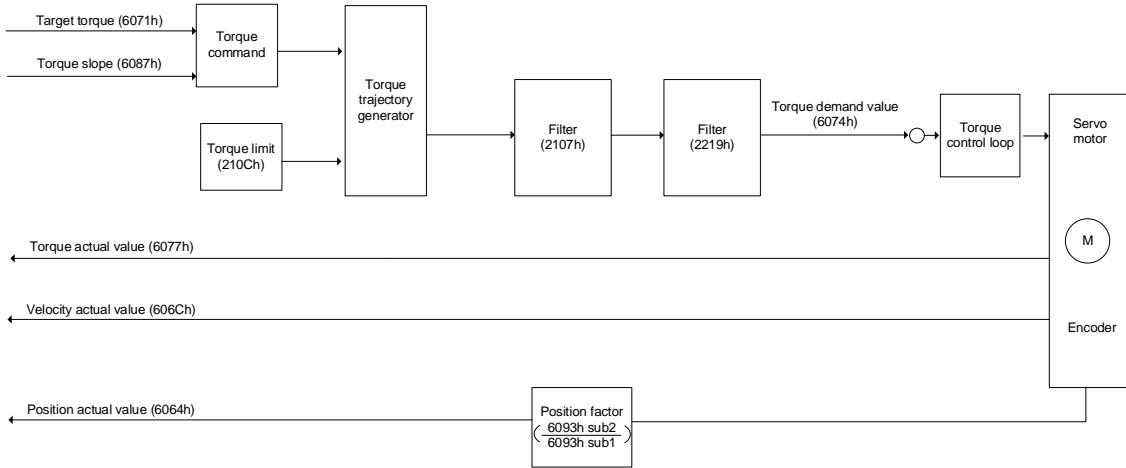 Target torque (6071h)
Torque slope (6087h)
Torque
command
Torque limit
(210Ch)
Torque
trajectory
generator
Filter
(2107h)
Filter
(2219h)
Torque demand value
(6074h)
Torque
control loop
Servo
motor
M
Encoder
Torque actual value (6077h)
Velocity actual value (606Ch)
Position actual value (6064h)
Position factor
( 6093h sub2 )
6093h sub1